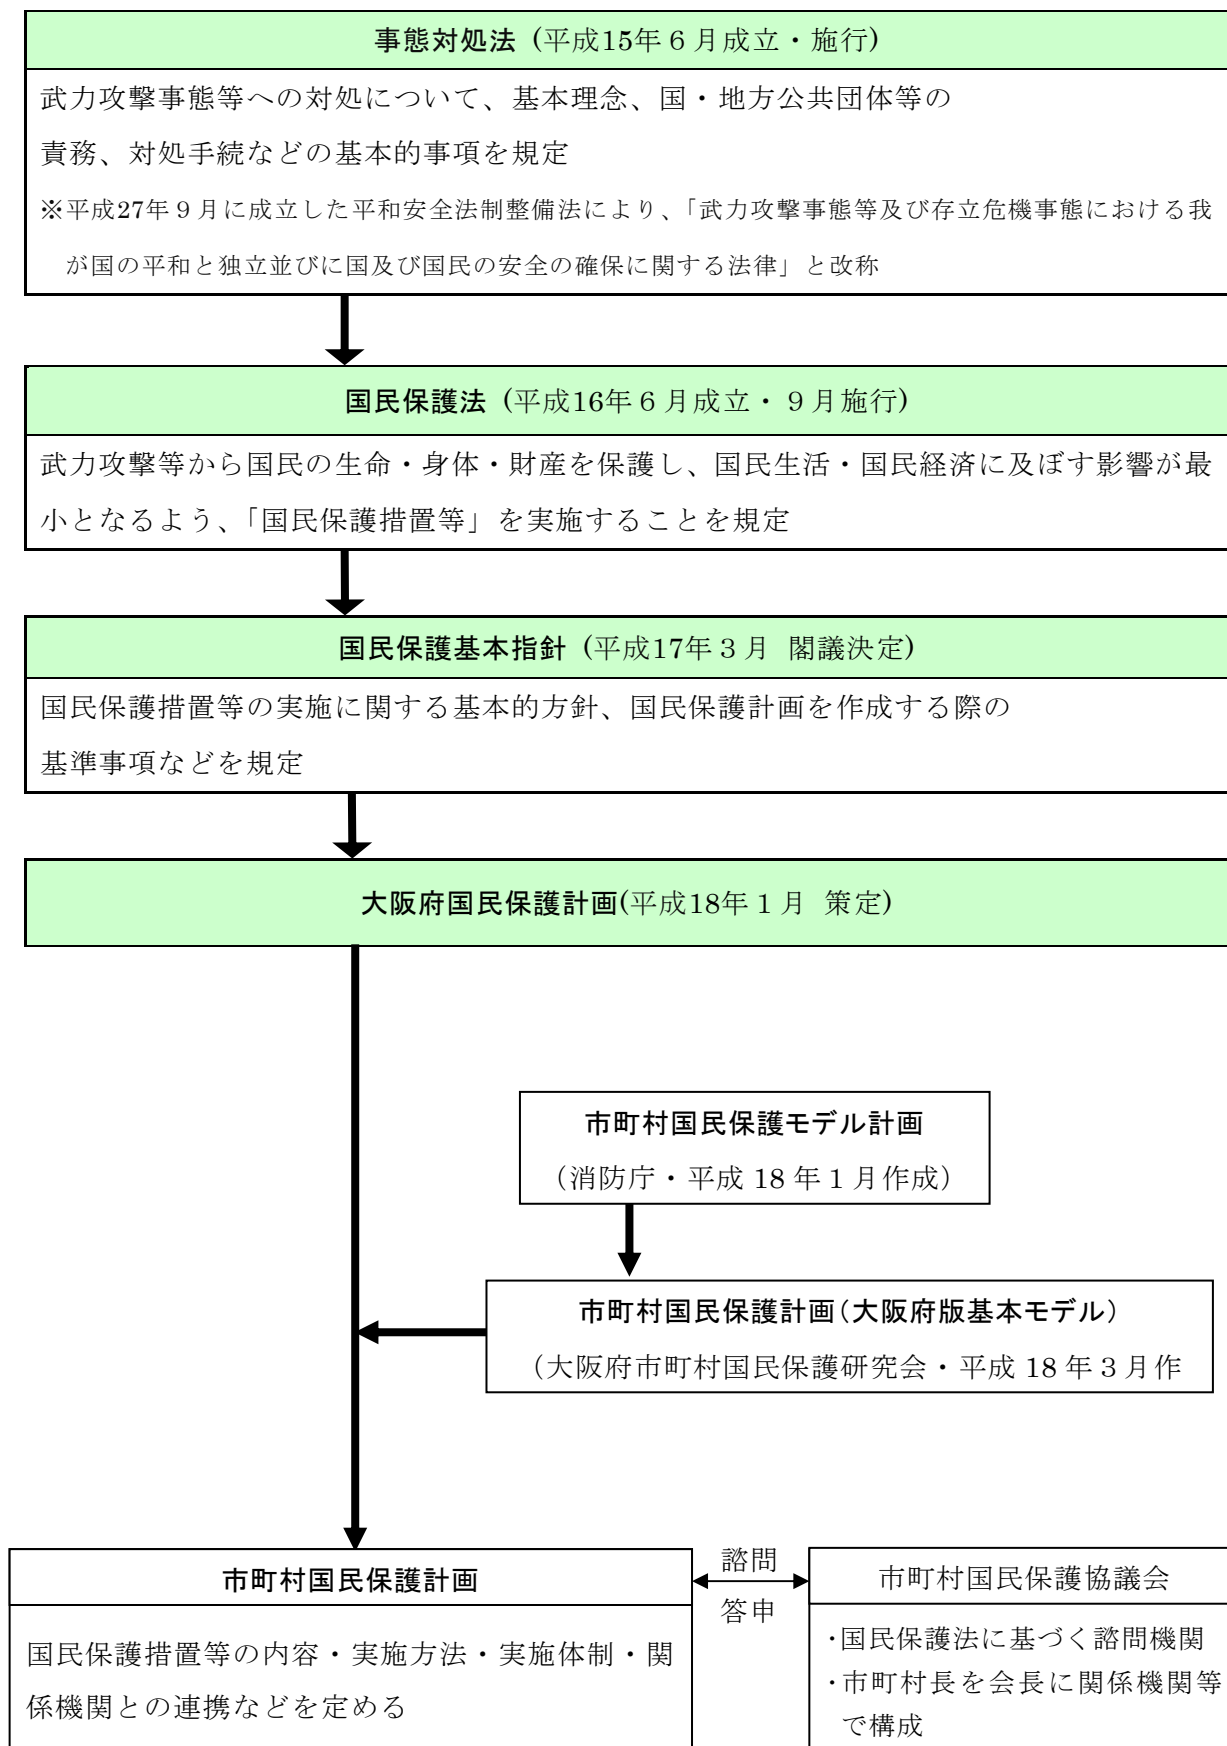 事態対処法 (平成15年６月成立・施行)
武力攻撃事態等への対処について、基本理念、国・地方公共団体等の
責務、対処手続などの基本的事項を規定
※平成27年９月に成立した平和安全法制整備法により、「武力攻撃事態等及び存立危機事態における我
が国の平和と独立並びに国及び国民の安全の確保に関する法律」と改称
国民保護法 (平成16年６月成立・９月施行)
武力攻撃等から国民の生命・身体・財産を保護し、国民生活・国民経済に及ぼす影響が最
小となるよう、「国民保護措置等」を実施することを規定
国民保護基本指針 (平成17年３月 閣議決定)
国民保護措置等の実施に関する基本的方針、国民保護計画を作成する際の
基準事項などを規定
大阪府国民保護計画(平成18年１月 策定)
市町村国民保護モデル計画
（消防庁・平成 18 年１月作成）
市町村国民保護計画（大阪府版基本モデル）
（大阪府市町村国民保護研究会・平成 18 年３月作
市町村国民保護計画
国民保護措置等の内容・実施方法・実施体制・関
係機関との連携などを定める
諮問
答申
市町村国民保護協議会
・国民保護法に基づく諮問機関
・市町村長を会長に関係機関等
で構成